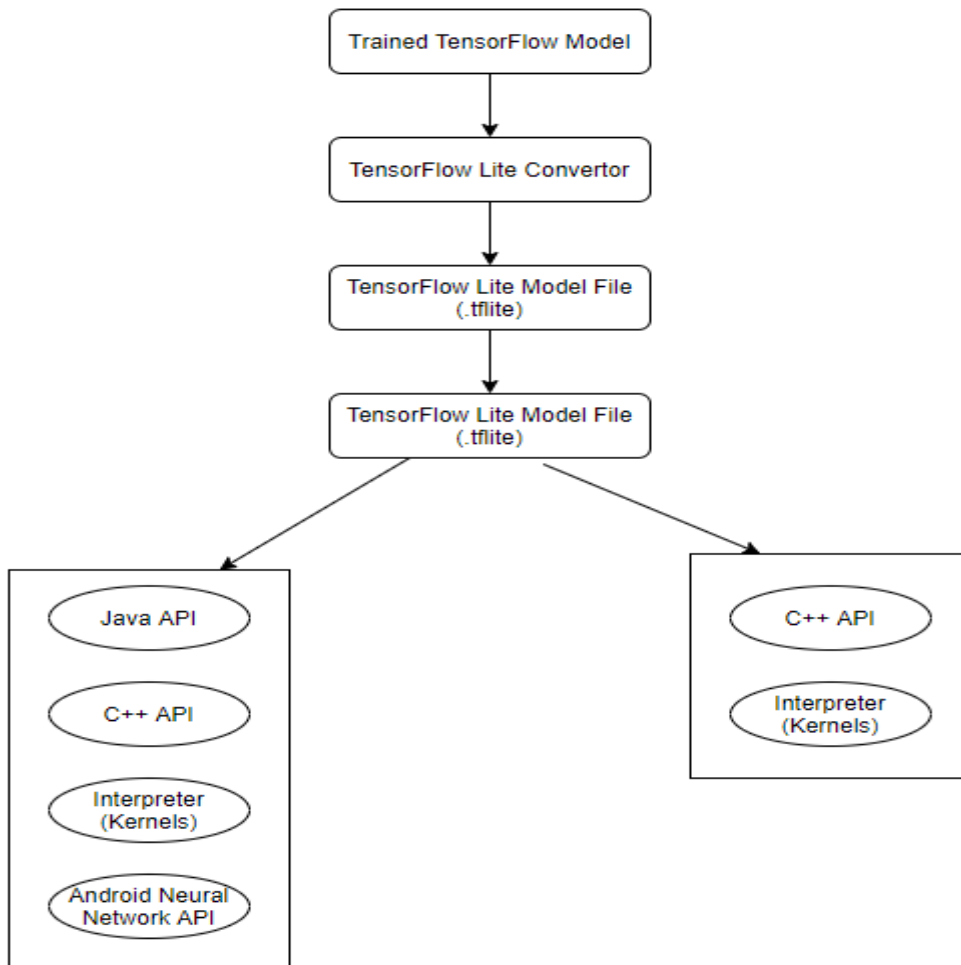 Trained TensorFlow Model
TensorFlow Lite Convertor
TensorFlow Lite Model File
(.tflite)
TensorFlow Lite Model File
(.tflite)
Java API
C++ API
Interpreter
(Kernels)
Android Neural
Network API
C++ API
Interpreter
(Kernels)